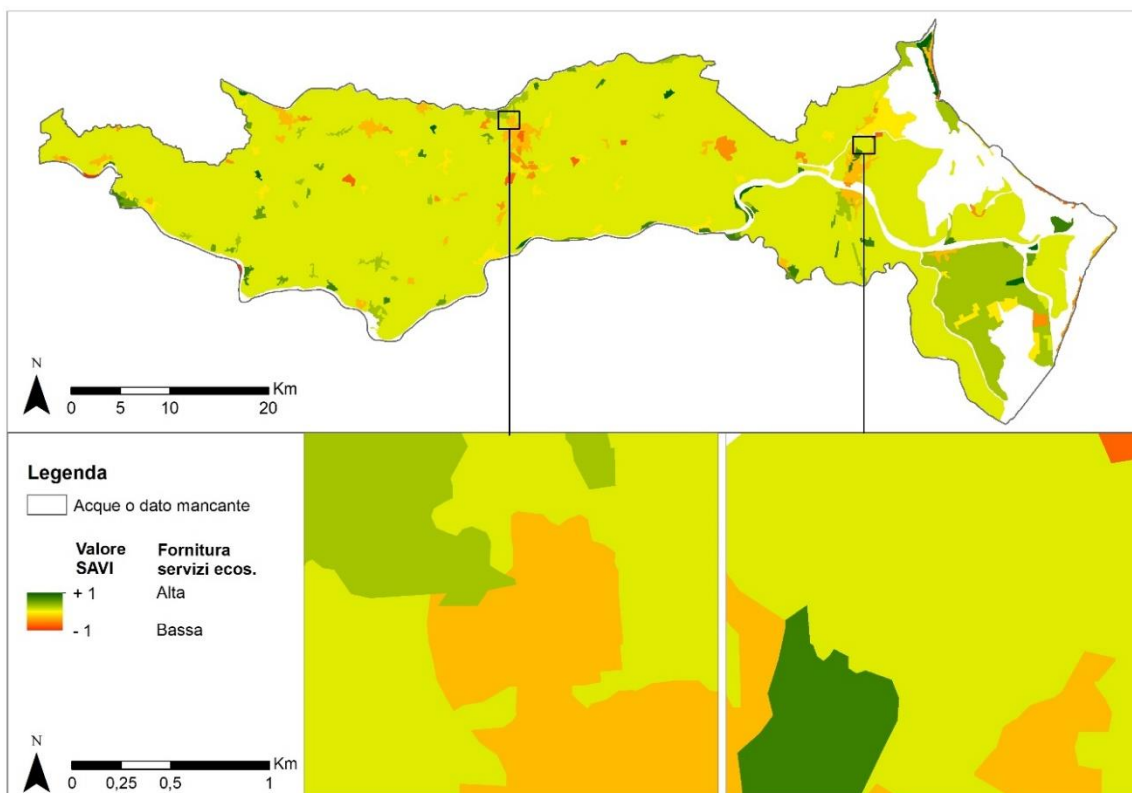 N
Km
0 5 10 20
Legenda
Acque o dato mancante
Valore SAVI
Fornitura servizi ecos.
+ 1 Alta
- 1 Bassa
N
Km
0 0,25 0,5 1